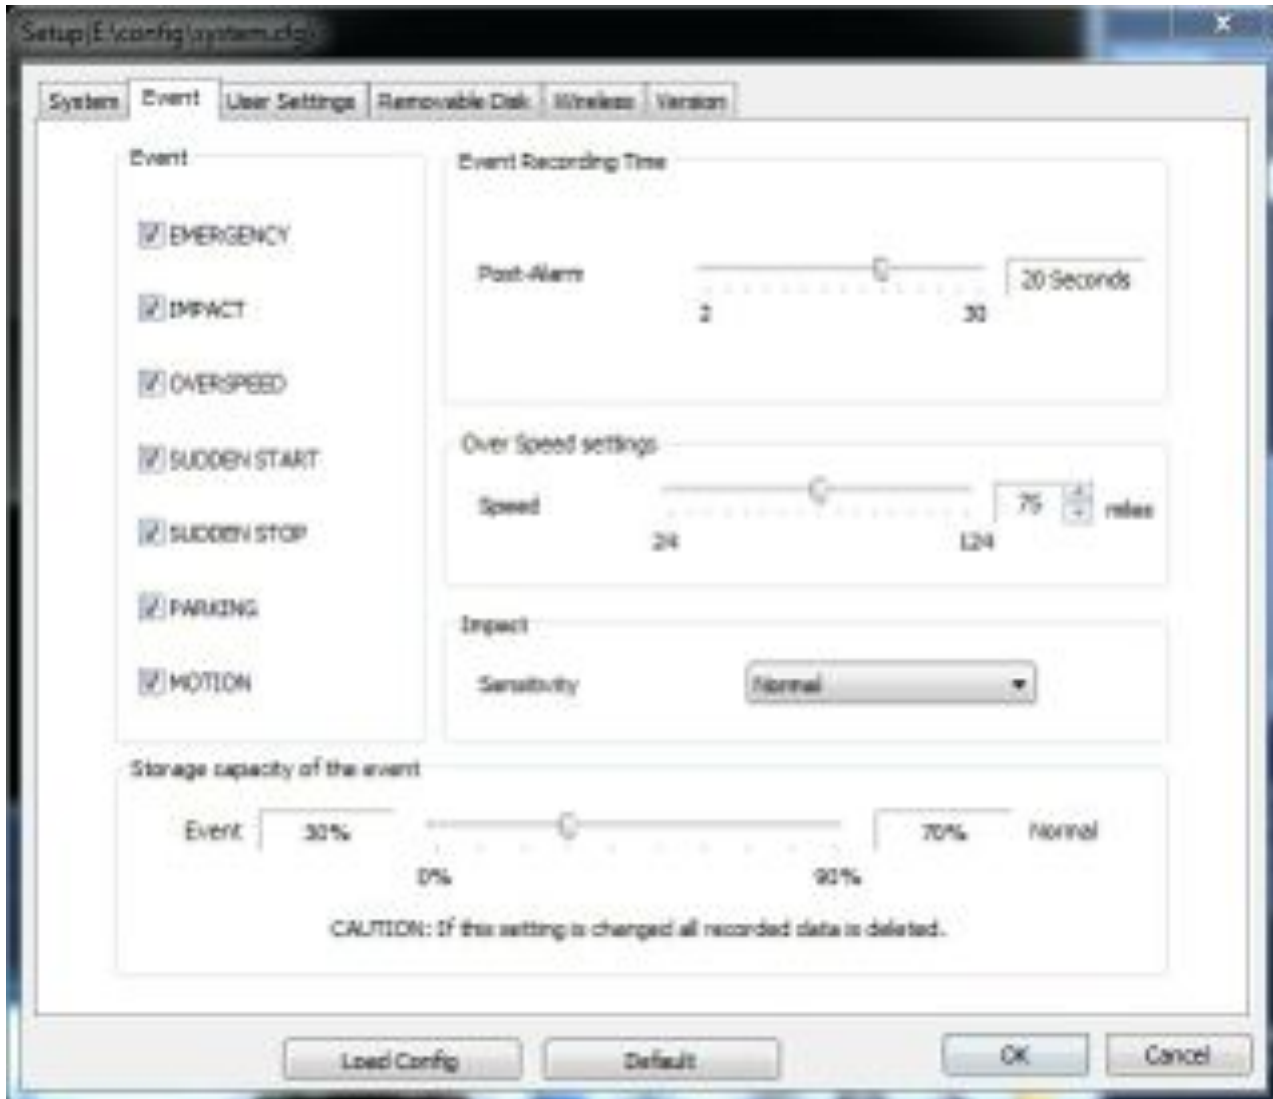 Setup(E:\config\system.cfg)
System Event User Settings Removable Disk Wireless Version
Event
EMERGENCY
IMPACT
OVERSPEED
SUDDEN START
SUDDEN STOP
PARKING
MOTION
Event Recording Time
Post-Alarm
20 Seconds
2 30
Over Speed settings
Speed
75 miles
24 124
Impact
Sensitivity
Normal
Storage capacity of the event
Event 30% 70% Normal
0% 90%
CAUTION: If this setting is changed all recorded data is deleted.
Load Config Default OK Cancel